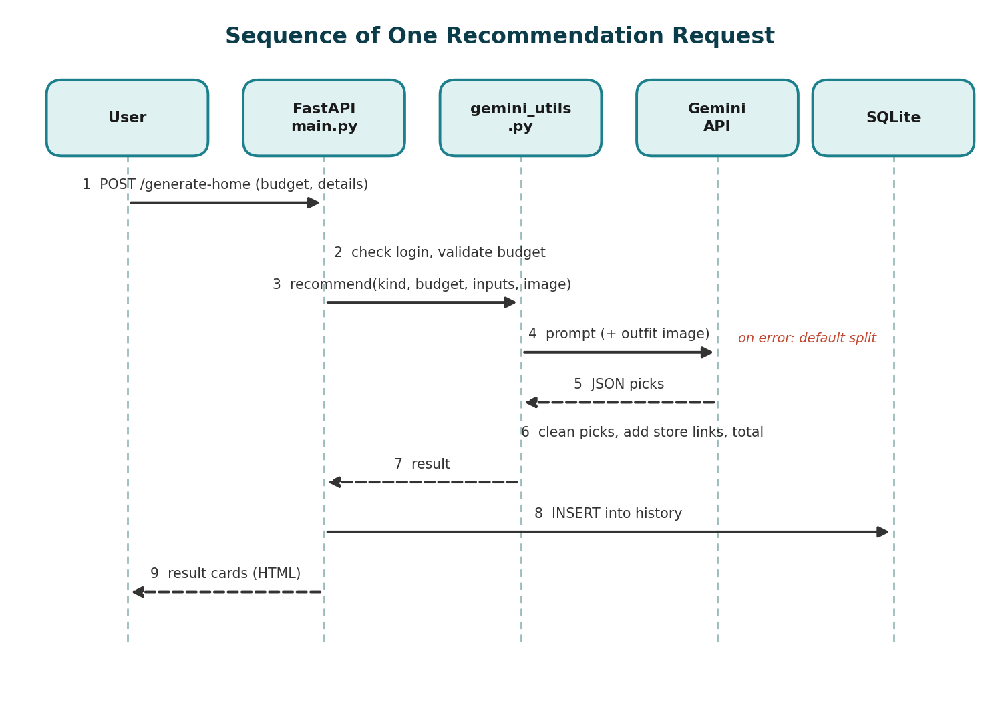 Sequence of One Recommendation Request
User
FastAPI
main.py
gemini_utils
.py
Gemini
API
SQLite
1  POST /generate-home (budget, details)
2  check login, validate budget
3  recommend(kind, budget, inputs, image)
4  prompt (+ outfit image)
on error: default split
5  JSON picks
6  clean picks, add store links, total
7  result
8  INSERT into history
9  result cards (HTML)